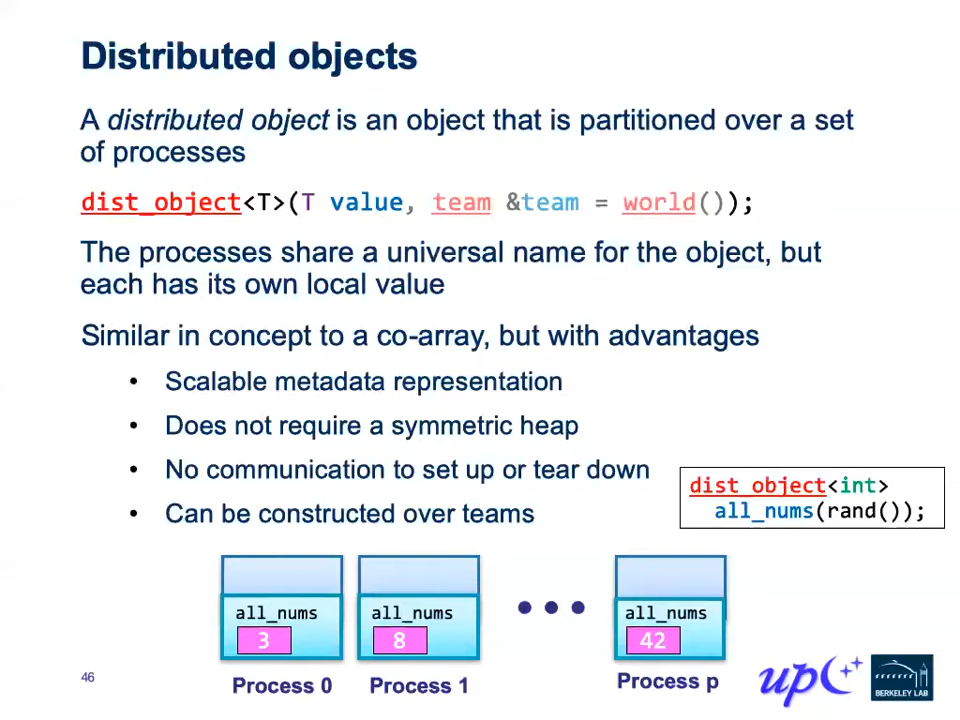 Distributed objects
A distributed object is an object that is partitioned over a set
of processes
dist_object<T>(T value, team &team = world());
The processes share a universal name for the object, but
each has its own local value
Similar in concept to a co-array, but with advantages
• Scalable metadata representation
• Does not require a symmetric heap
• No communication to set up or tear down
• Can be constructed over teams
dist_object<int>
all_nums(rand());
all_nums all_nums all_nums
3 8 42
Process 0 Process 1 Process p
46
upc++
BERKELEY LAB